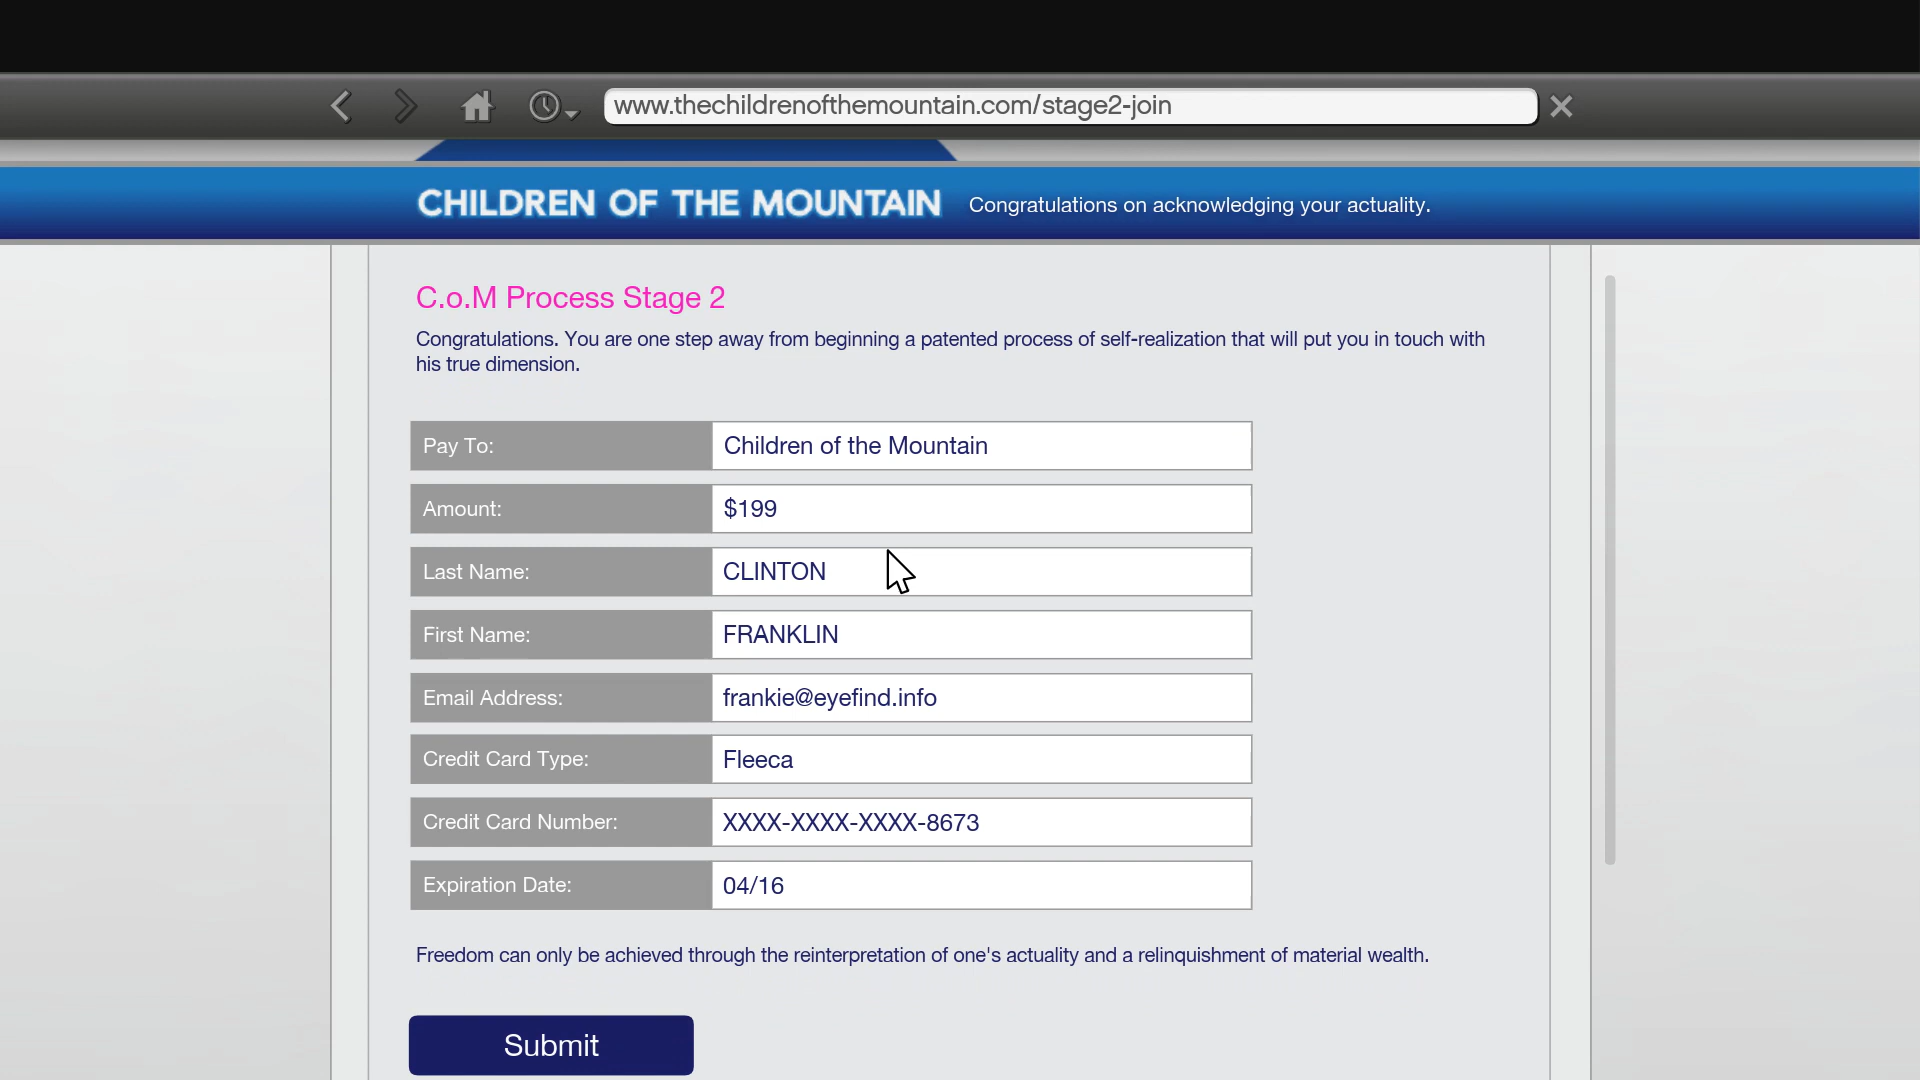 www.thechildrenofthemountain.com/stage2-join
CHILDREN OF THE MOUNTAIN Congratulations on acknowledging your actuality.
C.o.M Process Stage 2
Congratulations. You are one step away from beginning a patented process of self-realization that will put you in touch with
his true dimension.
Pay To: Children of the Mountain
Amount: $199
Last Name: CLINTON
First Name: FRANKLIN
Email Address: frankie@eyefind.info
Credit Card Type: Fleeca
Credit Card Number: XXXX-XXXX-XXXX-8673
Expiration Date: 04/16
Freedom can only be achieved through the reinterpretation of one's actuality and a relinquishment of material wealth.
Submit